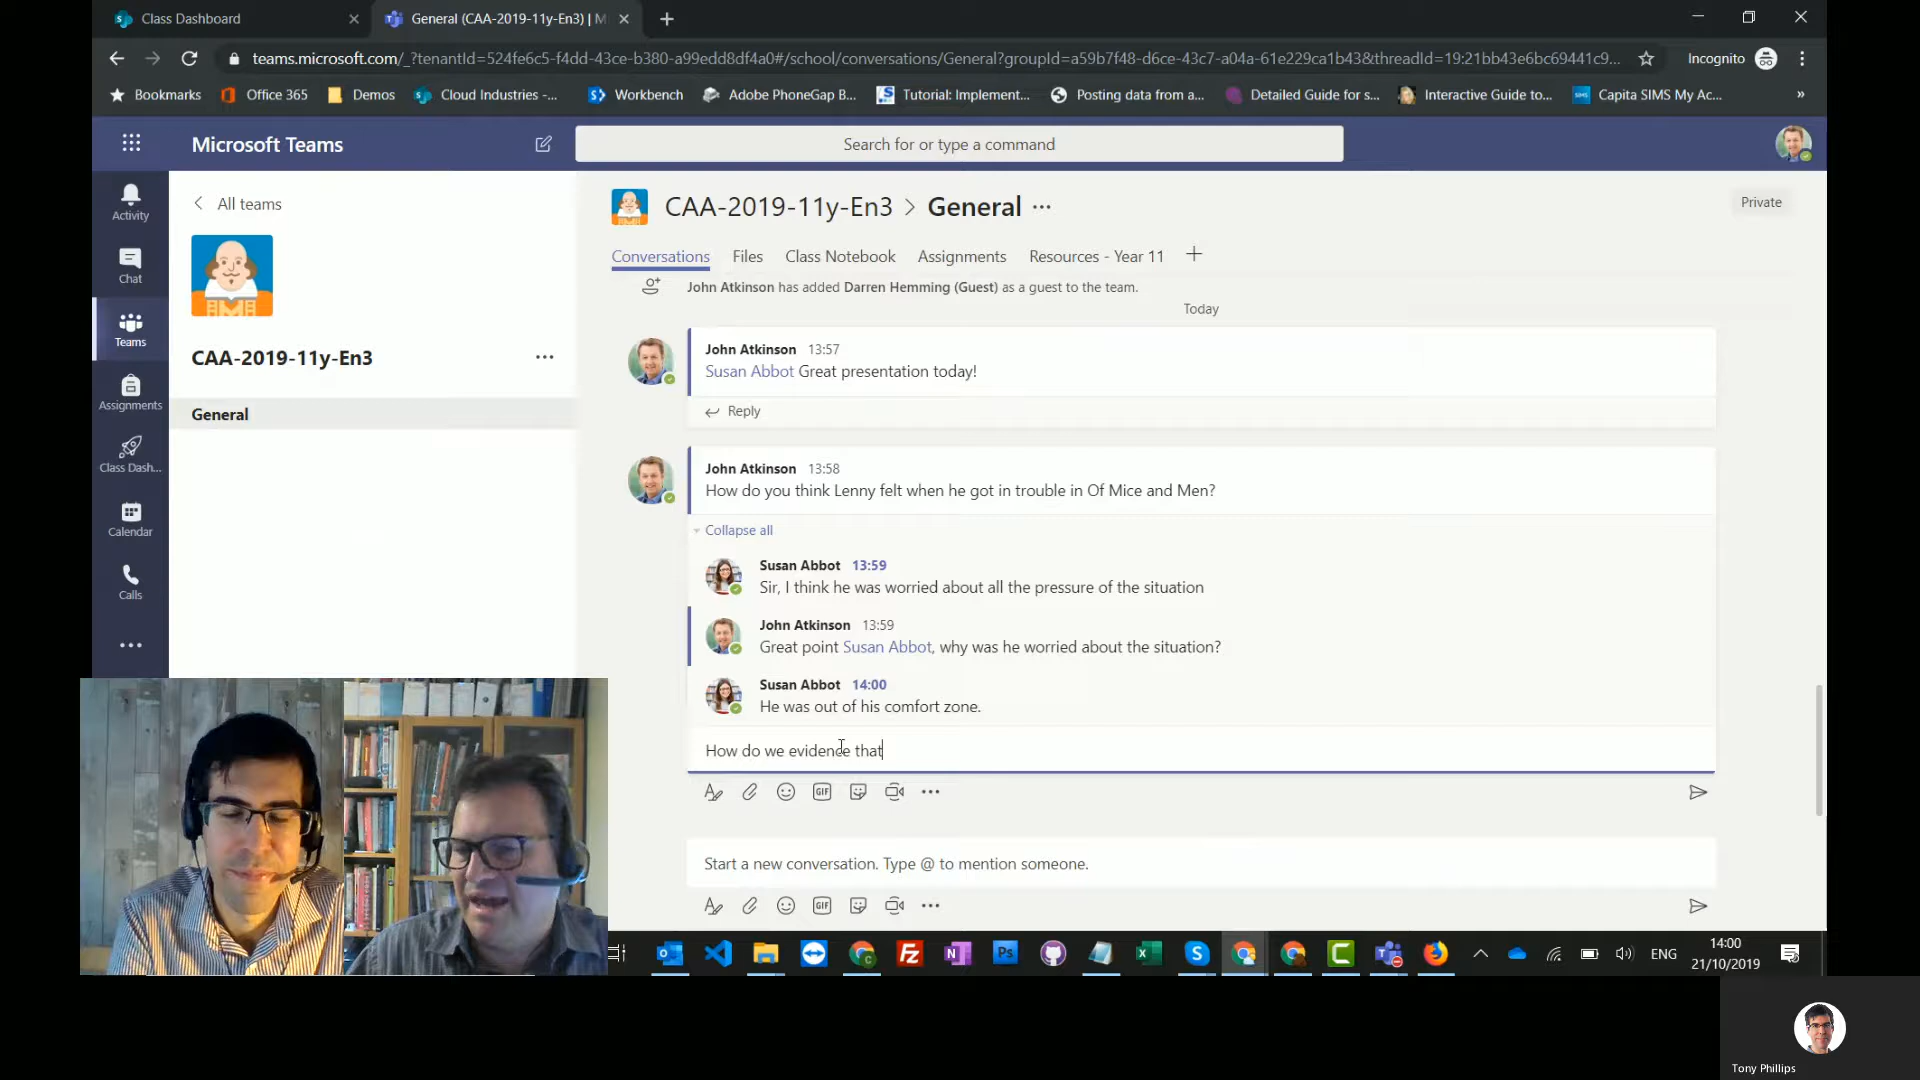 Class Dashboard
General (CAA-2019-11y-En3) | M
teams.microsoft.com/_?tenantId=524fe6c5-f4dd-43ce-b380-a99edd8df4a0#/school/conversations/General?groupId=a59b7f48-d6ce-43c7-a04a-61e229ca1b43&threadId=19:21bb43e6bc69441c9...
Incognito
Bookmarks
Office 365
Demos
Cloud Industries -...
Workbench
Adobe PhoneGap B...
Tutorial: Implement...
Posting data from a...
Detailed Guide for s...
Interactive Guide to...
Capita SIMS My Ac...
»
Microsoft Teams
Search for or type a command
Activity
Chat
Teams
Assignments
Class Dash...
Calendar
Calls
All teams
CAA-2019-11y-En3
General
CAA-2019-11y-En3 > General
Private
Conversations
Files
Class Notebook
Assignments
Resources - Year 11
John Atkinson has added Darren Hemming (Guest) as a guest to the team.
Today
John Atkinson 13:57
Susan Abbot Great presentation today!
Reply
John Atkinson 13:58
How do you think Lenny felt when he got in trouble in Of Mice and Men?
Collapse all
Susan Abbot 13:59
Sir, I think he was worried about all the pressure of the situation
John Atkinson 13:59
Great point Susan Abbot, why was he worried about the situation?
Susan Abbot 14:00
He was out of his comfort zone.
How do we evidence that
GIF
Start a new conversation. Type @ to mention someone.
GIF
ENG
14:00
21/10/2019
Tony Phillips